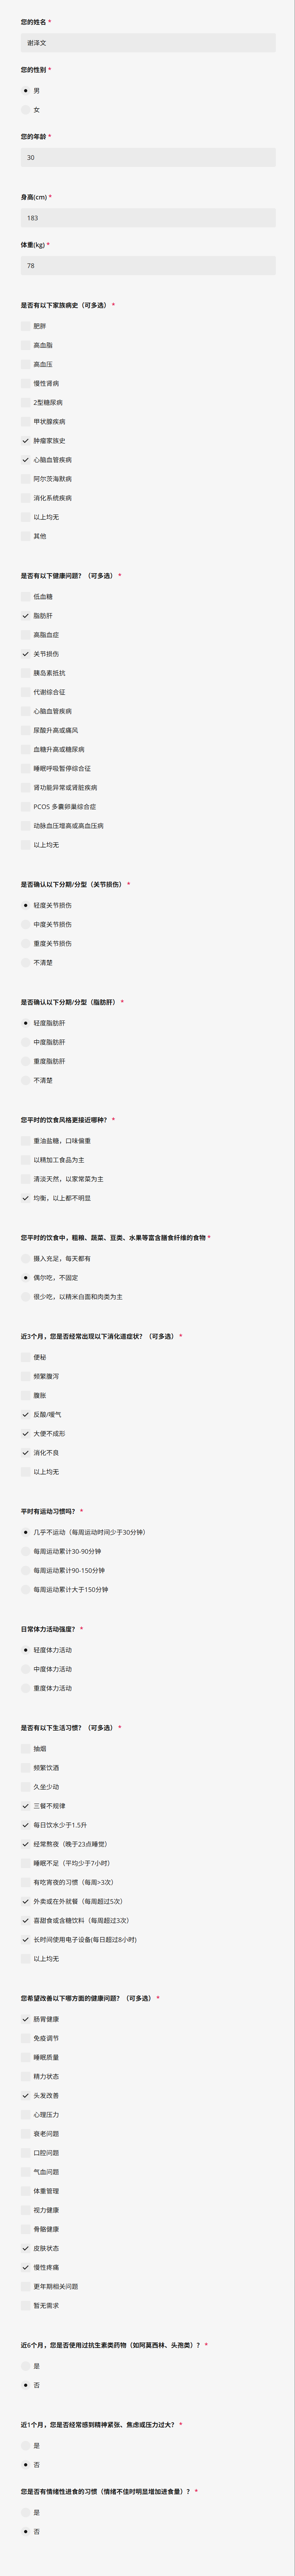 您的姓名 *
谢泽文
您的性别 *
男
女
您的年龄 *
30
身高(cm) *
183
体重(kg) *
78
是否有以下家族病史（可多选） *
肥胖
高血脂
高血压
慢性肾病
2型糖尿病
甲状腺疾病
肿瘤家族史
心脑血管疾病
阿尔茨海默病
消化系统疾病
以上均无
其他
是否有以下健康问题？（可多选） *
低血糖
脂肪肝
高脂血症
关节损伤
胰岛素抵抗
代谢综合征
心脑血管疾病
尿酸升高或痛风
血糖升高或糖尿病
睡眠呼吸暂停综合征
肾功能异常或肾脏疾病
PCOS 多囊卵巢综合症
动脉血压增高或高血压病
以上均无
是否确认以下分期/分型（关节损伤） *
轻度关节损伤
中度关节损伤
重度关节损伤
不清楚
是否确认以下分期/分型（脂肪肝） *
轻度脂肪肝
中度脂肪肝
重度脂肪肝
不清楚
您平时的饮食风格更接近哪种？ *
重油盐糖，口味偏重
以精加工食品为主
清淡天然，以家常菜为主
均衡，以上都不明显
您平时的饮食中，粗粮、蔬菜、豆类、水果等富含膳食纤维的食物 *
摄入充足，每天都有
偶尔吃，不固定
很少吃，以精米白面和肉类为主
近3个月，您是否经常出现以下消化道症状？（可多选） *
便秘
频繁腹泻
腹胀
反酸/嗳气
大便不成形
消化不良
以上均无
平时有运动习惯吗？ *
几乎不运动（每周运动时间少于30分钟）
每周运动累计30-90分钟
每周运动累计90-150分钟
每周运动累计大于150分钟
日常体力活动强度？ *
轻度体力活动
中度体力活动
重度体力活动
是否有以下生活习惯？（可多选） *
抽烟
频繁饮酒
久坐少动
三餐不规律
每日饮水少于1.5升
经常熬夜（晚于23点睡觉）
睡眠不足（平均少于7小时）
有吃宵夜的习惯（每周>3次）
外卖或在外就餐（每周超过5次）
喜甜食或含糖饮料（每周超过3次）
长时间使用电子设备(每日超过8小时)
以上均无
您希望改善以下哪方面的健康问题？（可多选） *
肠胃健康
免疫调节
睡眠质量
精力状态
头发改善
心理压力
衰老问题
口腔问题
气血问题
体重管理
视力健康
骨骼健康
皮肤状态
慢性疼痛
更年期相关问题
暂无需求
近6个月，您是否使用过抗生素类药物（如阿莫西林、头孢类）？ *
是
否
近1个月，您是否经常感到精神紧张、焦虑或压力过大？ *
是
否
您是否有情绪性进食的习惯（情绪不佳时明显增加进食量）？ *
是
否